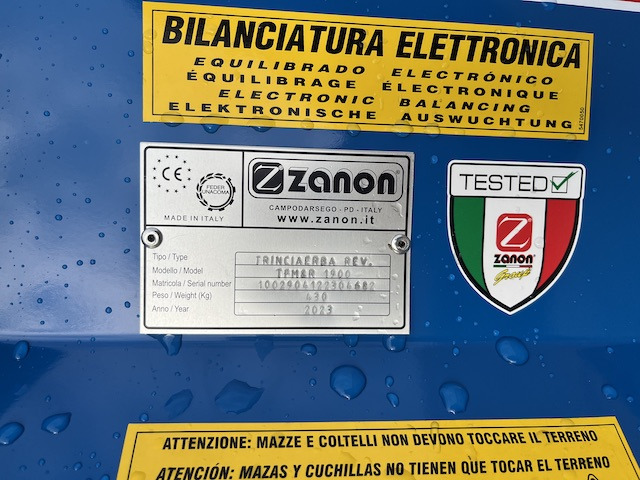 BILANCIATURA ELETTRONICA
EQUILIBRADO ELECTRÓNICO
ÉQUILIBRAGE ÉLECTRONIQUE
ELECTRONIC BALANCING
ELEKTRONISCHE AUSWUCHTUNG
5470050
CE
FEDER UNACOMA
MADE IN ITALY
Z zanon®
CAMPODARSEGO - PD - ITALY
www.zanon.it
Tipo / Type TRINCIAERBA REV.
Modello / Model TFMER 1900
Matricola / Serial number 1002904122304682
Peso / Weight (Kg) 430
Anno / Year 2023
TESTED
Z
zanon
Group
ATTENZIONE: MAZZE E COLTELLI NON DEVONO TOCCARE IL TERRENO
ATENCIÓN: MAZAS Y CUCHILLAS NO TIENEN QUE TOCAR EL TERRENO